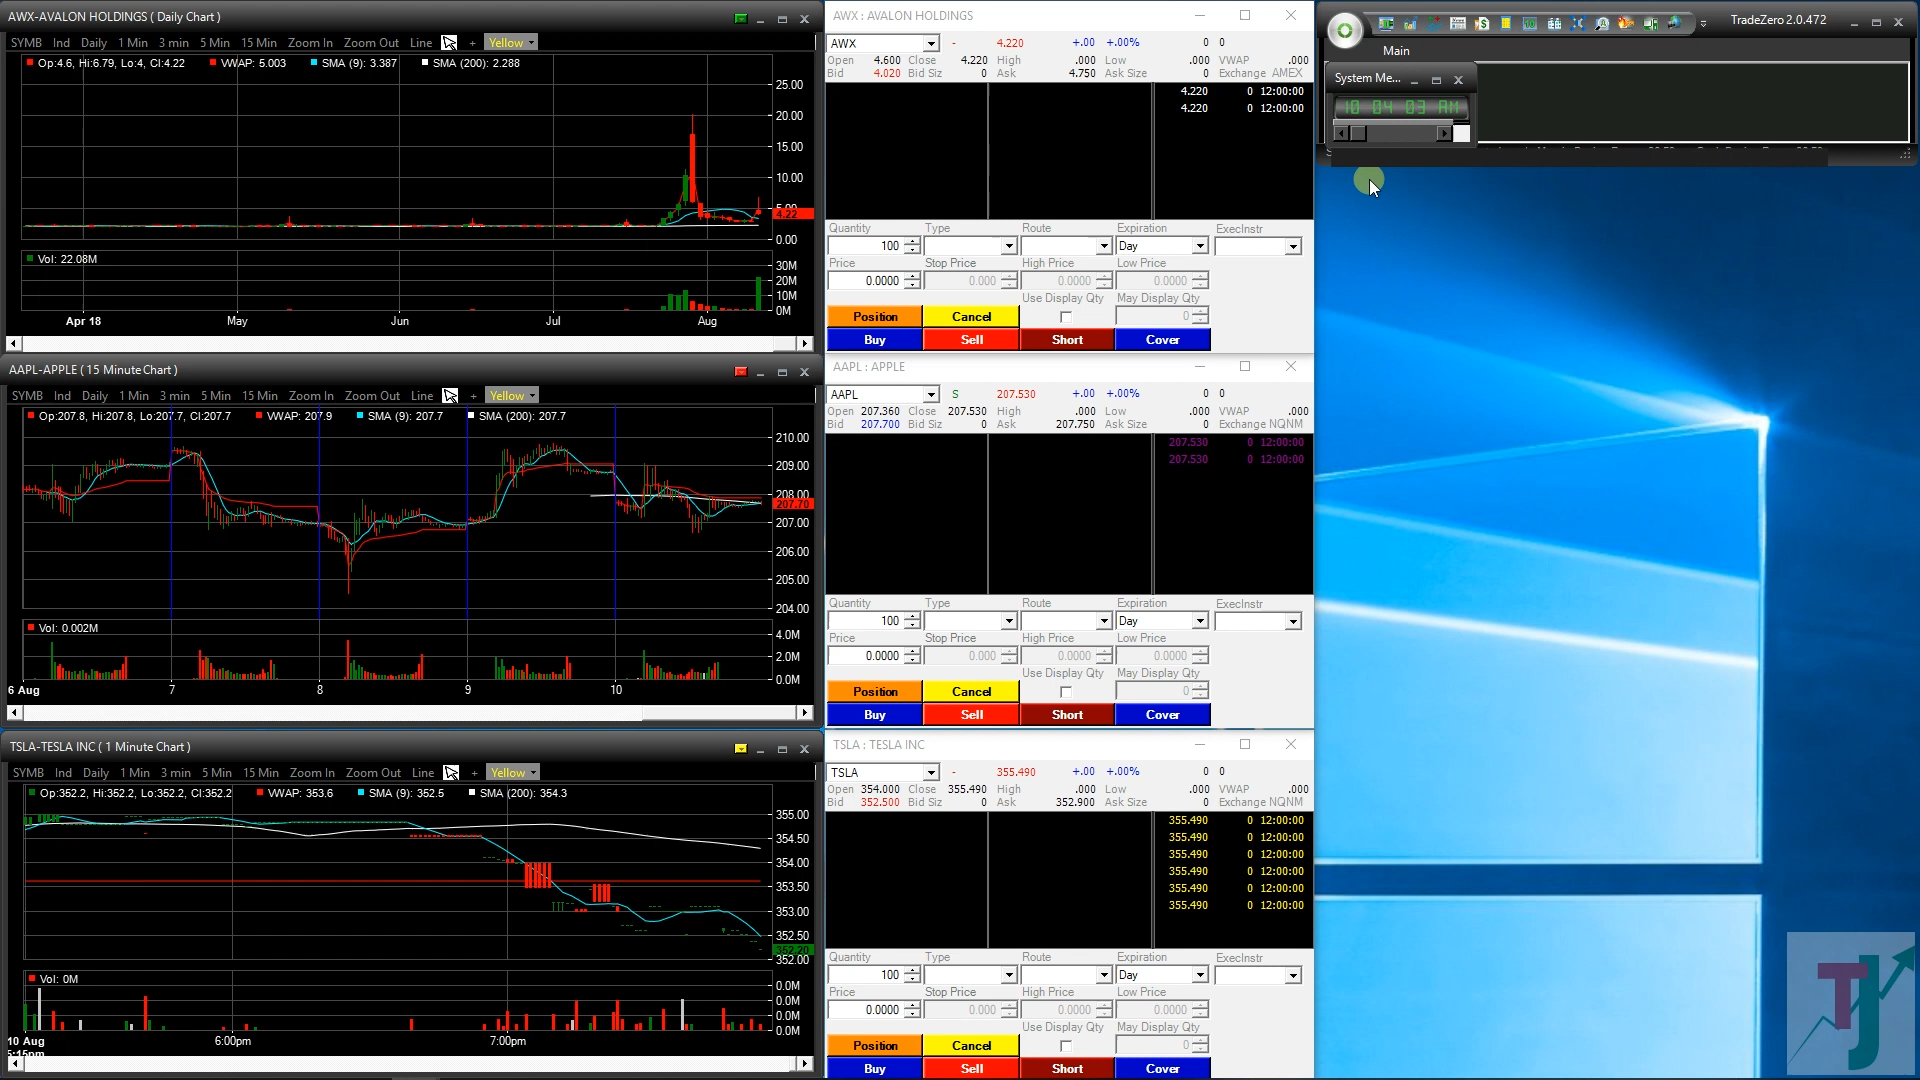 AWX-AVALON HOLDINGS ( Daily Chart )
SYMB Ind Daily 1 Min 3 min 5 Min 15 Min Zoom In Zoom Out Line + Yellow
Op:4.6, Hi:6.79, Lo:4, Cl:4.22 VWAP: 5.003 SMA (9): 3.387 SMA (200): 2.288
25.00
20.00
15.00
10.00
5.00
4.22
0.00
Vol: 22.08M
30M
20M
10M
0M
Apr 18 May Jun Jul Aug
AAPL-APPLE ( 15 MinuteChart )
SYMB Ind Daily 1 Min 3 min 5 Min 15 Min Zoom In Zoom Out Line + Yellow
Op:207.8, Hi:207.8, Lo:207.7, Cl:207.7 VWAP: 207.9 SMA (9): 207.7 SMA (200): 207.7
210.00
209.00
208.00
207.70
207.00
206.00
205.00
204.00
Vol: 0.002M
4.0M
2.0M
0.0M
6 Aug 7 8 9 10
TSLA-TESLA INC ( 1 Minute Chart )
SYMB Ind Daily 1 Min 3 min 5 Min 15 Min Zoom In Zoom Out Line + Yellow
Op:352.2, Hi:352.2, Lo:352.2, Cl:352.2 VWAP: 353.6 SMA (9): 352.5 SMA (200): 354.3
355.00
354.50
354.00
353.50
353.00
352.50
352.20
352.00
Vol: 0M
0.0M
0.0M
0.0M
0.0M
10 Aug 6:00pm 7:00pm
5:15pm
AWX : AVALON HOLDINGS
AWX - 4.220 +.00 +.00% 0 0
Open 4.600 Close 4.220 High .000 Low .000 VWAP .000
Bid 4.020 Bid Siz 0 Ask 4.750 Ask Size 0 Exchange AMEX
4.220 0 12:00:00
4.220 0 12:00:00
Quantity Type Route Expiration ExecInstr
100 Day
Price Stop Price High Price Low Price
0.0000 0.000 0.0000 0.0000
Use Display Qty May Display Qty
Position Cancel 0
Buy Sell Short Cover
AAPL : APPLE
AAPL S 207.530 +.00 +.00% 0 0
Open 207.360 Close 207.530 High .000 Low .000 VWAP .000
Bid 207.700 Bid Siz 0 Ask 207.750 Ask Size 0 Exchange NQNM
207.530 0 12:00:00
207.530 0 12:00:00
Quantity Type Route Expiration ExecInstr
100 Day
Price Stop Price High Price Low Price
0.0000 0.000 0.0000 0.0000
Use Display Qty May Display Qty
Position Cancel 0
Buy Sell Short Cover
TSLA : TESLA INC
TSLA - 355.490 +.00 +.00% 0 0
Open 354.000 Close 355.490 High .000 Low .000 VWAP .000
Bid 352.500 Bid Siz 0 Ask 352.900 Ask Size 0 Exchange NQNM
355.490 0 12:00:00
355.490 0 12:00:00
355.490 0 12:00:00
355.490 0 12:00:00
355.490 0 12:00:00
355.490 0 12:00:00
Quantity Type Route Expiration ExecInstr
100 Day
Price Stop Price High Price Low Price
0.0000 0.000 0.0000 0.0000
Use Display Qty May Display Qty
Position Cancel 0
Buy Sell Short Cover
TradeZero 2.0.472
Main
System Me...
10 04 03 AM
TJ